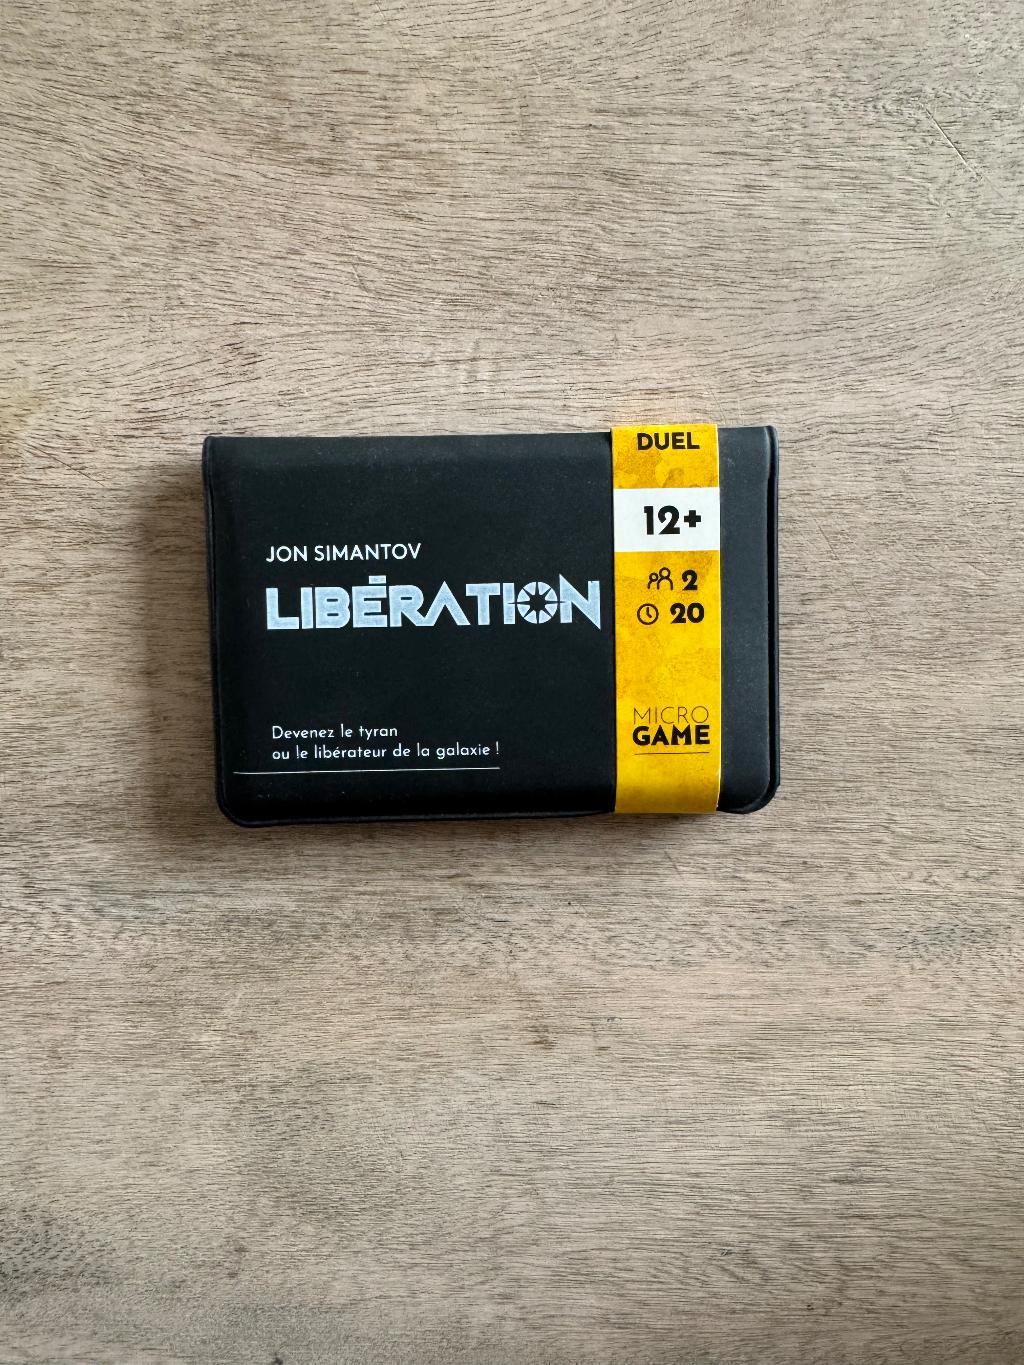 JON SIMANTOV
LIBÉRATION
Devenez le tyran
ou le libérateur de la galaxie !
DUEL
12+
2
20
MICRO
GAME